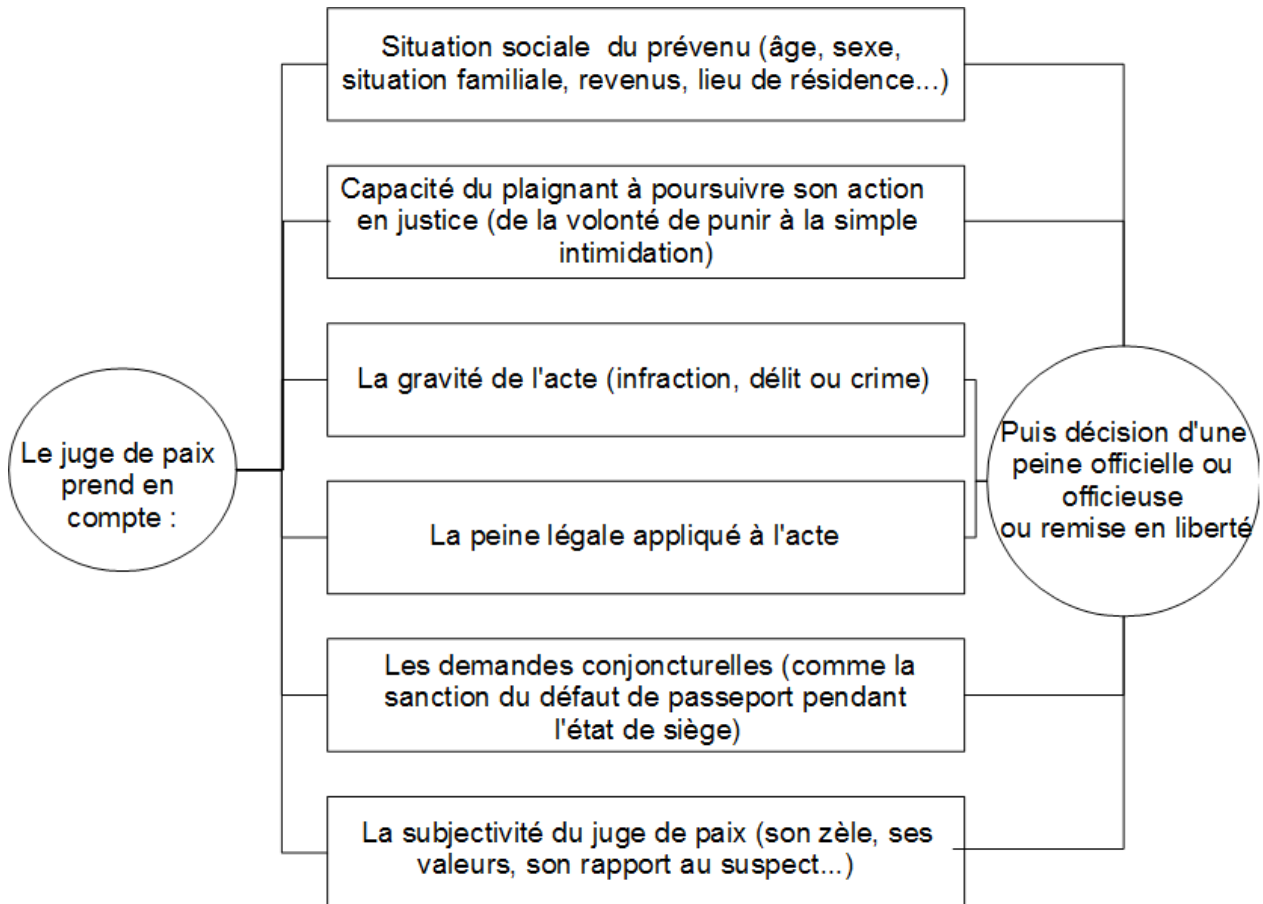 Situation sociale du prévenu (âge, sexe,
situation familiale, revenus, lieu de résidence...)
Capacité du plaignant à poursuivre son action
en justice (de la volonté de punir à la simple
intimidation)
La gravité de l'acte (infraction, délit ou crime)
Le juge de paix
prend en
compte :
Puis décision d'une
peine officielle ou
officieuse
ou remise en liberté
La peine légale appliqué à l'acte
Les demandes conjoncturelles (comme la
sanction du défaut de passeport pendant
l'état de siège)
La subjectivité du juge de paix (son zèle, ses
valeurs, son rapport au suspect...)